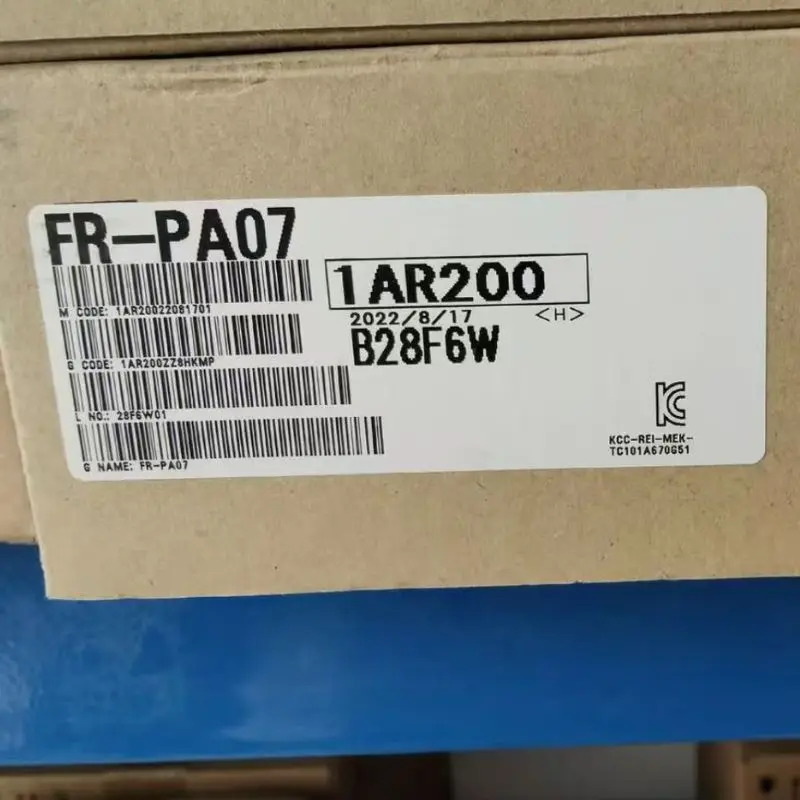 FR-PA07
M CODE: 1AR20022081701
G CODE: 1AR200ZZ8HKMP
L NO.: 28F6W01
G NAME: FR-PA07
1AR200
2022/8/17 <H>
B28F6W
KCC-REI-MEK-
TC101A670G51